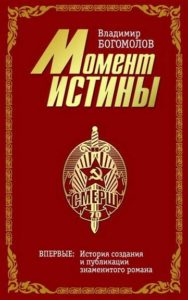 Владимир
БОГОМОЛОВ
Момент
ИСТИНЫ
СМЕРШ
ВПЕРВЫЕ: История создания
и публикации
знаменитого романа